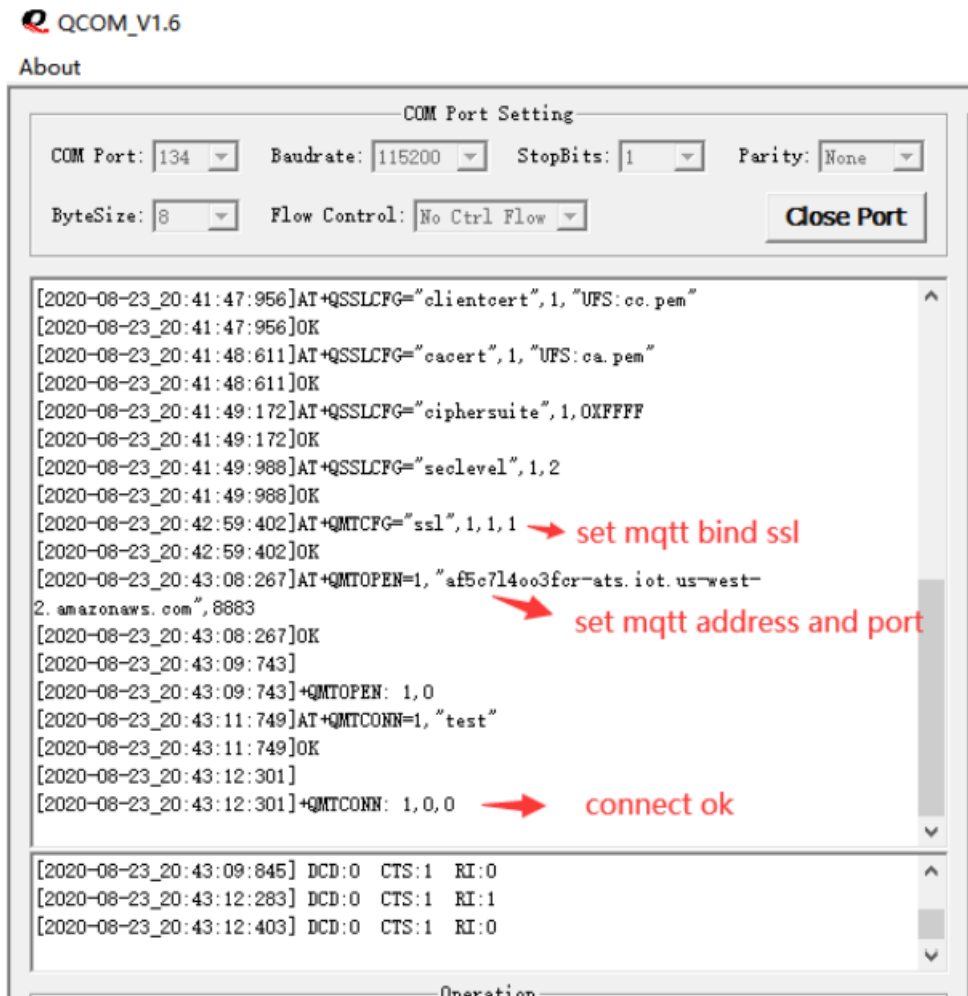 QCOM_V1.6
About
COM Port Setting
COM Port: 134 Baudrate: 115200 StopBits: 1 Parity: None
ByteSize: 8 Flow Control: No Ctrl Flow Close Port
[2020-08-23_20:41:47:956]AT+QSSLCFG="clientcert",1,"UFS:cc.pem"
[2020-08-23_20:41:47:956]OK
[2020-08-23_20:41:48:611]AT+QSSLCFG="cacert",1,"UFS:ca.pem"
[2020-08-23_20:41:48:611]OK
[2020-08-23_20:41:49:172]AT+QSSLCFG="ciphersuite",1,0XFFFF
[2020-08-23_20:41:49:172]OK
[2020-08-23_20:41:49:988]AT+QSSLCFG="seclevel",1,2
[2020-08-23_20:41:49:988]OK
[2020-08-23_20:42:59:402]AT+QMTCFG="ssl",1,1,1 set mqtt bind ssl
[2020-08-23_20:42:59:402]OK
[2020-08-23_20:43:08:267]AT+QMTOPEN=1,"af5c7l4oo3fcr-ats.iot.us-west-
2.amazonaws.com",8883
set mqtt address and port
[2020-08-23_20:43:08:267]OK
[2020-08-23_20:43:09:743]
[2020-08-23_20:43:09:743]+QMTOPEN: 1,0
[2020-08-23_20:43:11:749]AT+QMTCONN=1,"test"
[2020-08-23_20:43:11:749]OK
[2020-08-23_20:43:12:301]
[2020-08-23_20:43:12:301]+QMTCONN: 1,0,0 connect ok
[2020-08-23_20:43:09:845] DCD:0 CTS:1 RI:0
[2020-08-23_20:43:12:283] DCD:0 CTS:1 RI:1
[2020-08-23_20:43:12:403] DCD:0 CTS:1 RI:0
Operation